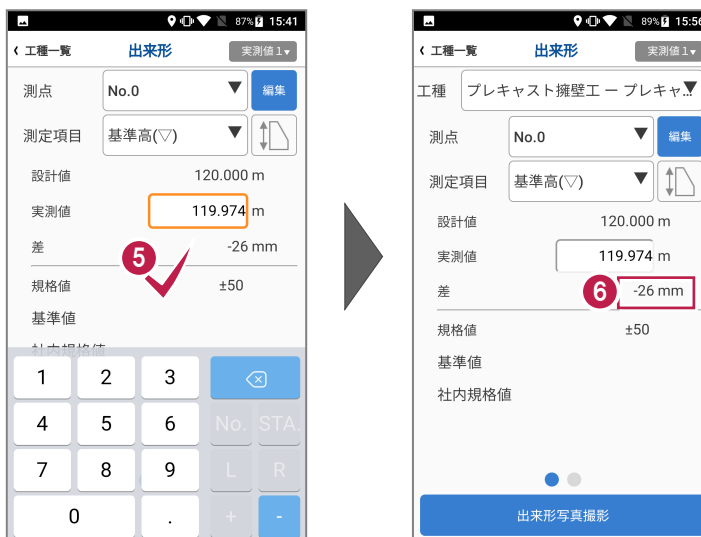 87% 15:41
工種一覧 出来形 実測値1▼
測点 No.0 ▼ 編集
測定項目 基準高(▽) ▼
設計値 120.000 m
実測値 119.974 m
差 -26 mm
5
規格値 ±50
基準値
社内規格値
1 2 3
4 5 6 No. STA.
7 8 9 L R
0 . + -
89% 15:56
工種一覧 出来形 実測値1▼
工種 プレキャスト擁壁工 ー プレキャ...▼
測点 No.0 ▼ 編集
測定項目 基準高(▽) ▼
設計値 120.000 m
実測値 119.974 m
差 6 -26 mm
規格値 ±50
基準値
社内規格値
出来形写真撮影